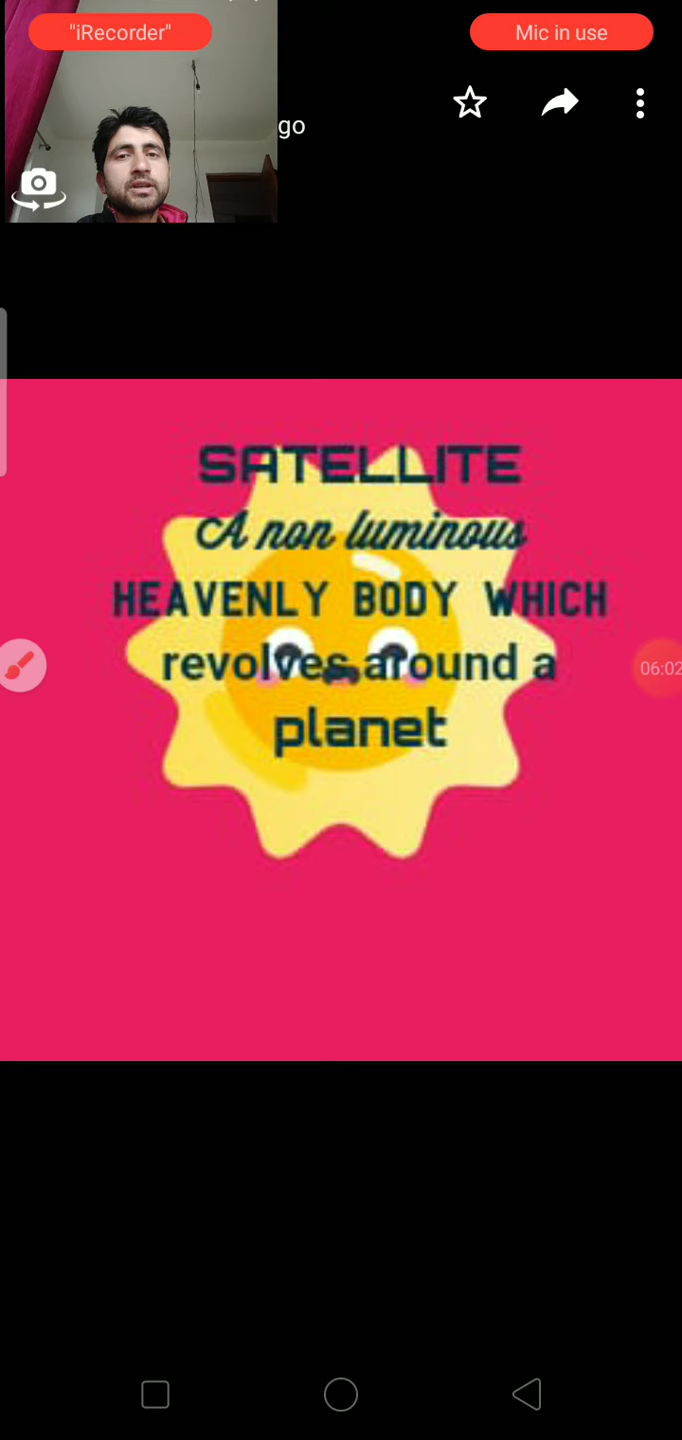 "iRecorder"
Mic in use
go
SATELLITE
A non luminous
HEAVENLY BODY WHICH
revolves around a
planet
06:02